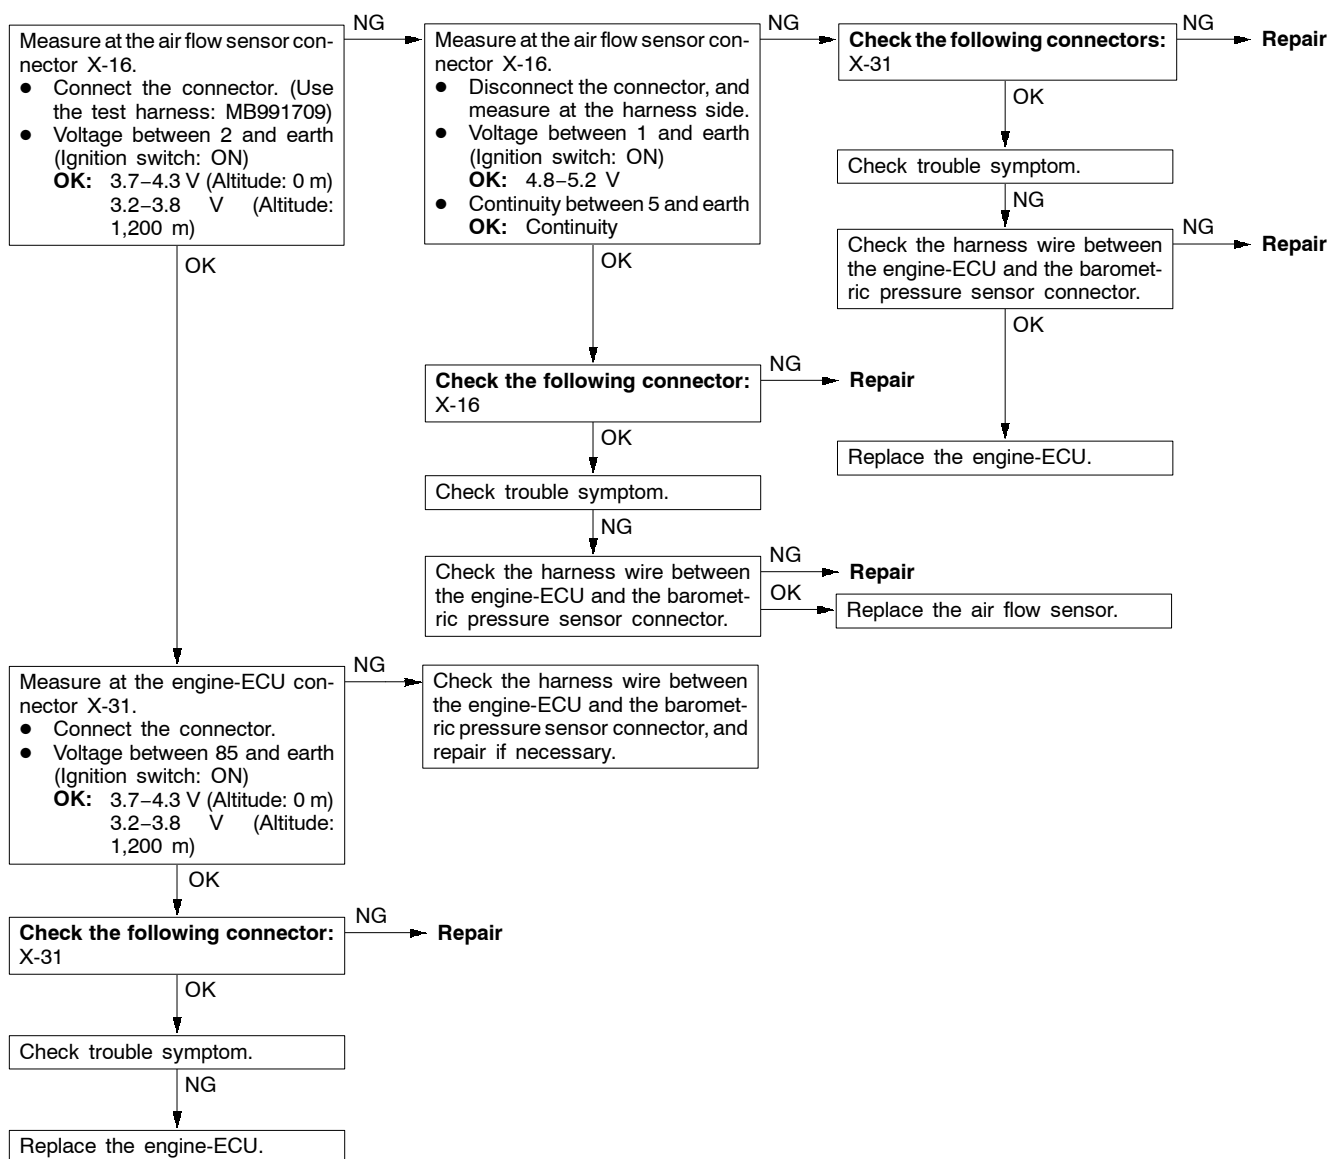 Measure at the air flow sensor con-
nector X-16.
● Connect the connector. (Use
the test harness: MB991709)
● Voltage between 2 and earth
(Ignition switch: ON)
OK: 3.7–4.3 V (Altitude: 0 m)
3.2–3.8 V (Altitude:
1,200 m)
NG
OK
Measure at the air flow sensor con-
nector X-16.
● Disconnect the connector, and
measure at the harness side.
● Voltage between 1 and earth
(Ignition switch: ON)
OK: 4.8–5.2 V
● Continuity between 5 and earth
OK: Continuity
NG
OK
Check the following connectors:
X-31
NG
Repair
OK
Check trouble symptom.
NG
Check the harness wire between
the engine-ECU and the baromet-
ric pressure sensor connector.
NG
Repair
OK
Replace the engine-ECU.
Check the following connector:
X-16
NG
Repair
OK
Check trouble symptom.
NG
Check the harness wire between
the engine-ECU and the baromet-
ric pressure sensor connector.
NG
Repair
OK
Replace the air flow sensor.
Measure at the engine-ECU con-
nector X-31.
● Connect the connector.
● Voltage between 85 and earth
(Ignition switch: ON)
OK: 3.7–4.3 V (Altitude: 0 m)
3.2–3.8 V (Altitude:
1,200 m)
NG
Check the harness wire between
the engine-ECU and the baromet-
ric pressure sensor connector, and
repair if necessary.
OK
Check the following connector:
X-31
NG
Repair
OK
Check trouble symptom.
NG
Replace the engine-ECU.